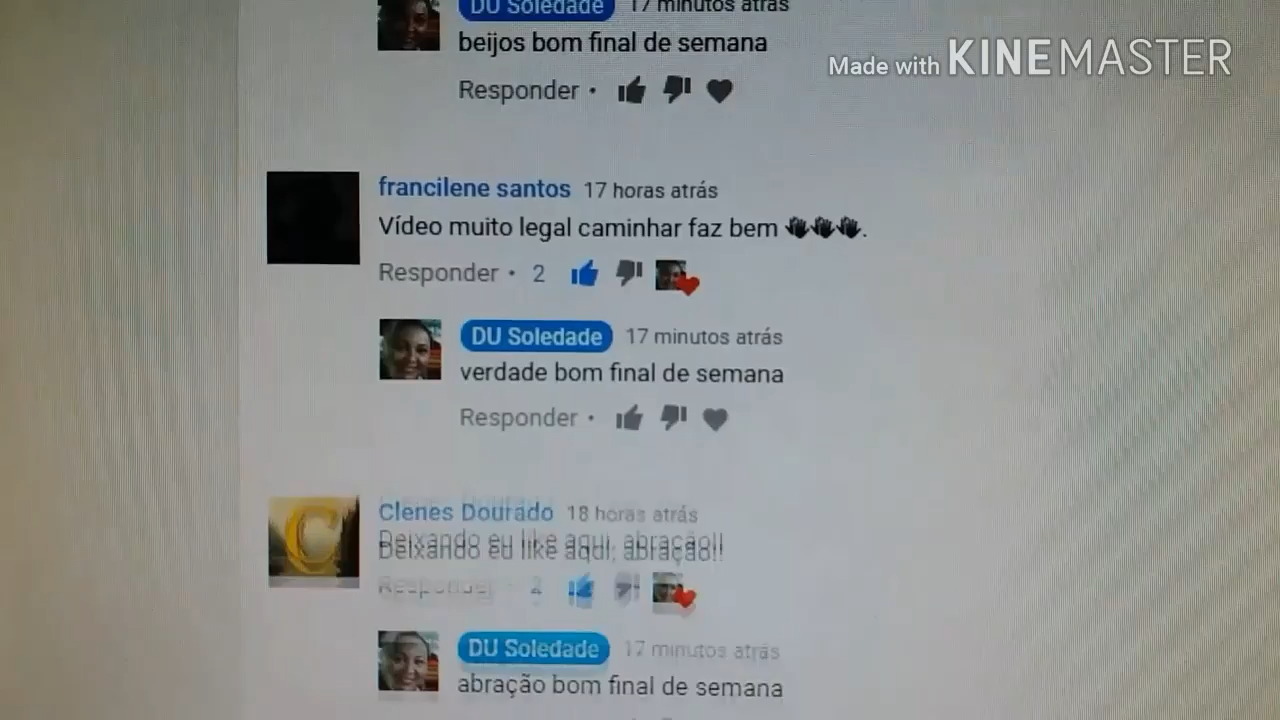 DU Soledade 17 minutos atrás
Made with KINEMASTER
beijos bom final de semana
Responder •
francilene santos 17 horas atrás
Vídeo muito legal caminhar faz bem 👋👋👋.
Responder • 2
DU Soledade 17 minutos atrás
verdade bom final de semana
Responder •
Clenes Dourado 18 horas atrás
Deixando eu like aqui, abração!!
Responder • 2
DU Soledade 17 minutos atrás
abração bom final de semana